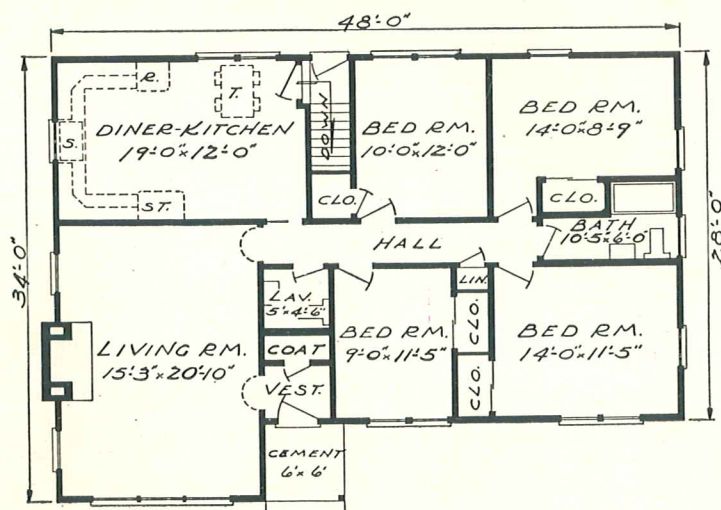 48'-0"
R.
T.
S.
DINER-KITCHEN
19'-0"x12'-0"
ST.
DOWN
CLO.
BED RM.
10'-0"x12'-0"
BED RM.
14'-0"x8'-9"
CLO.
BATH
10'-5"x6'-0"
HALL
34'-0"
28'-0"
LAV.
5'x4'-6"
LIN.
COAT
VEST.
LIVING RM.
15'-3"x20'-10"
BED RM.
9'-0"x11'-5"
CLO.
CLO.
BED RM.
14'-0"x11'-5"
CEMENT
6'x6'